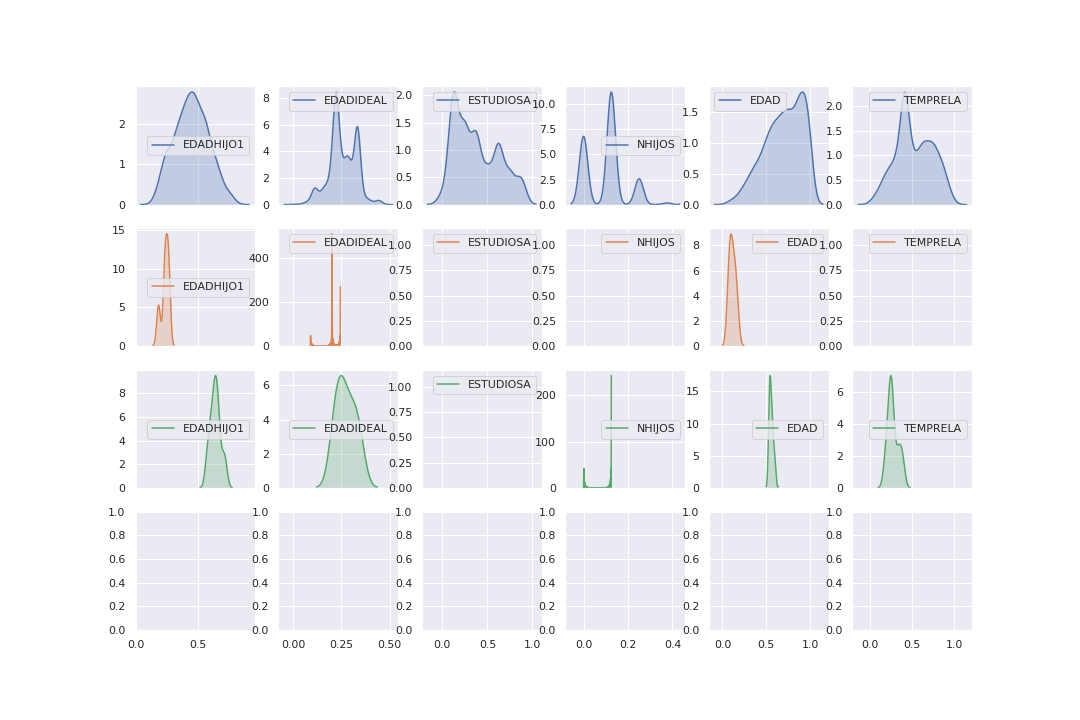 EDADHIJO1 EDADIDEAL ESTUDIOSA NHIJOS EDAD TEMPRELA
2 8 2.0 10.0 1.5 2.0
6 1.5 7.5 1.5
1 4 1.0 5.0 1.0 1.0
2 0.5 2.5 0.5 0.5
0 0 0.0 0.0 0.0 0.0
EDADHIJO1 EDADIDEAL ESTUDIOSA NHIJOS EDAD TEMPRELA
15 400 1.00 1.00 8 1.00
10 0.75 0.75 6 0.75
5 200 0.50 0.50 4 0.50
0.25 0.25 2 0.25
0 0 0.00 0.00 0 0.00
EDADHIJO1 EDADIDEAL ESTUDIOSA NHIJOS EDAD TEMPRELA
8 6 1.00 200 15 6
6 4 0.75 10 4
4 0.50 100
2 2 0.25 5 2
0 0 0.00 0 0 0
1.0 1.0 1.0 1.0 1.0 1.0
0.8 0.8 0.8 0.8 0.8 0.8
0.6 0.6 0.6 0.6 0.6 0.6
0.4 0.4 0.4 0.4 0.4 0.4
0.2 0.2 0.2 0.2 0.2 0.2
0.0 0.0 0.0 0.0 0.0 0.0
0.0 0.5 0.00 0.25 0.50 0.0 0.5 1.0 0.0 0.2 0.4 0.0 0.5 1.0 0.0 0.5 1.0